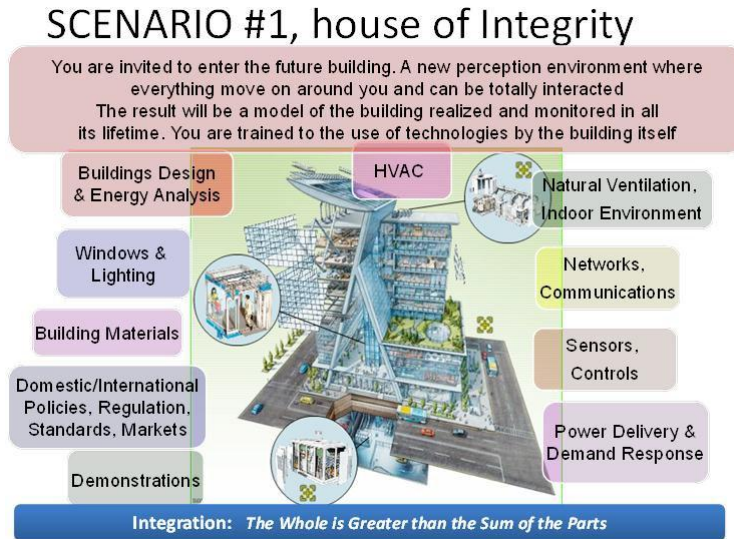 SCENARIO #1, house of Integrity
You are invited to enter the future building. A new perception environment where
everything move on around you and can be totally interacted
The result will be a model of the building realized and monitored in all
its lifetime. You are trained to the use of technologies by the building itself
Buildings Design
& Energy Analysis
HVAC
Natural Ventilation,
Indoor Environment
Windows &
Lighting
Networks,
Communications
Building Materials
Sensors,
Controls
Domestic/International
Policies, Regulation,
Standards, Markets
Power Delivery &
Demand Response
Demonstrations
Integration: The Whole is Greater than the Sum of the Parts